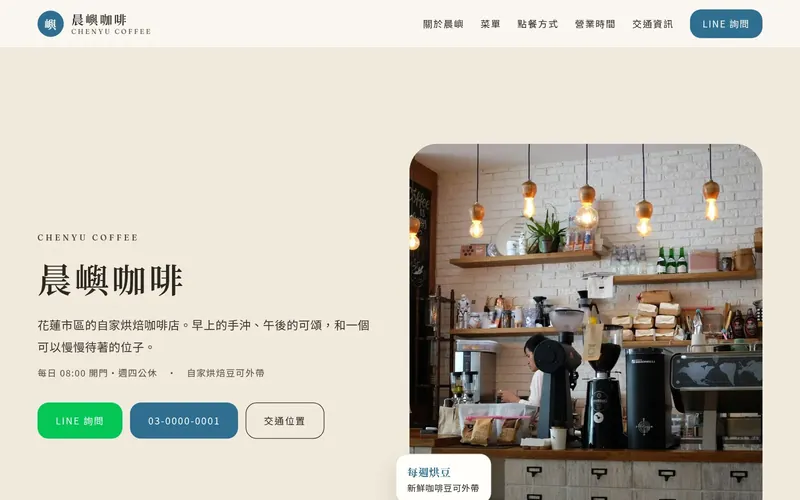 嶼
晨嶼咖啡
CHENYU COFFEE
關於晨嶼
菜單
點餐方式
營業時間
交通資訊
LINE 詢問
CHENYU COFFEE
晨嶼咖啡
花蓮市區的自家烘焙咖啡店。早上的手沖、午後的可頌，和一個
可以慢慢待著的位子。
每日 08:00 開門・週四公休 ・ 自家烘焙豆可外帶
LINE 詢問
03-0000-0001
交通位置
每週烘豆
新鮮咖啡豆可外帶